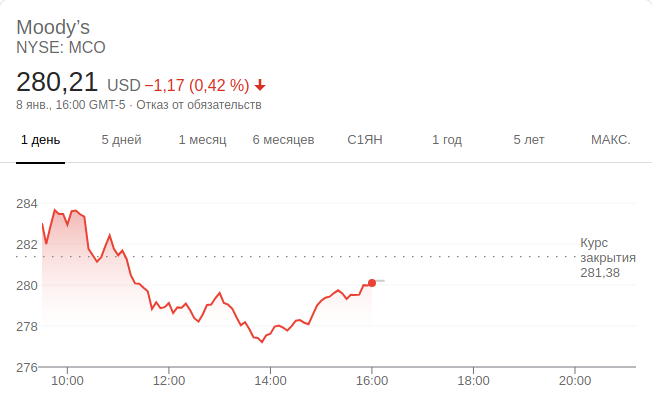 Moody’s
NYSE: MCO
280,21 USD −1,17 (0,42 %)
8 янв., 16:00 GMT-5 · Отказ от обязательств
1 день 5 дней 1 месяц 6 месяцев С1ЯН 1 год 5 лет МАКС.
284
282
280
278
276
Курс
закрытия
281,38
10:00 12:00 14:00 16:00 18:00 20:00